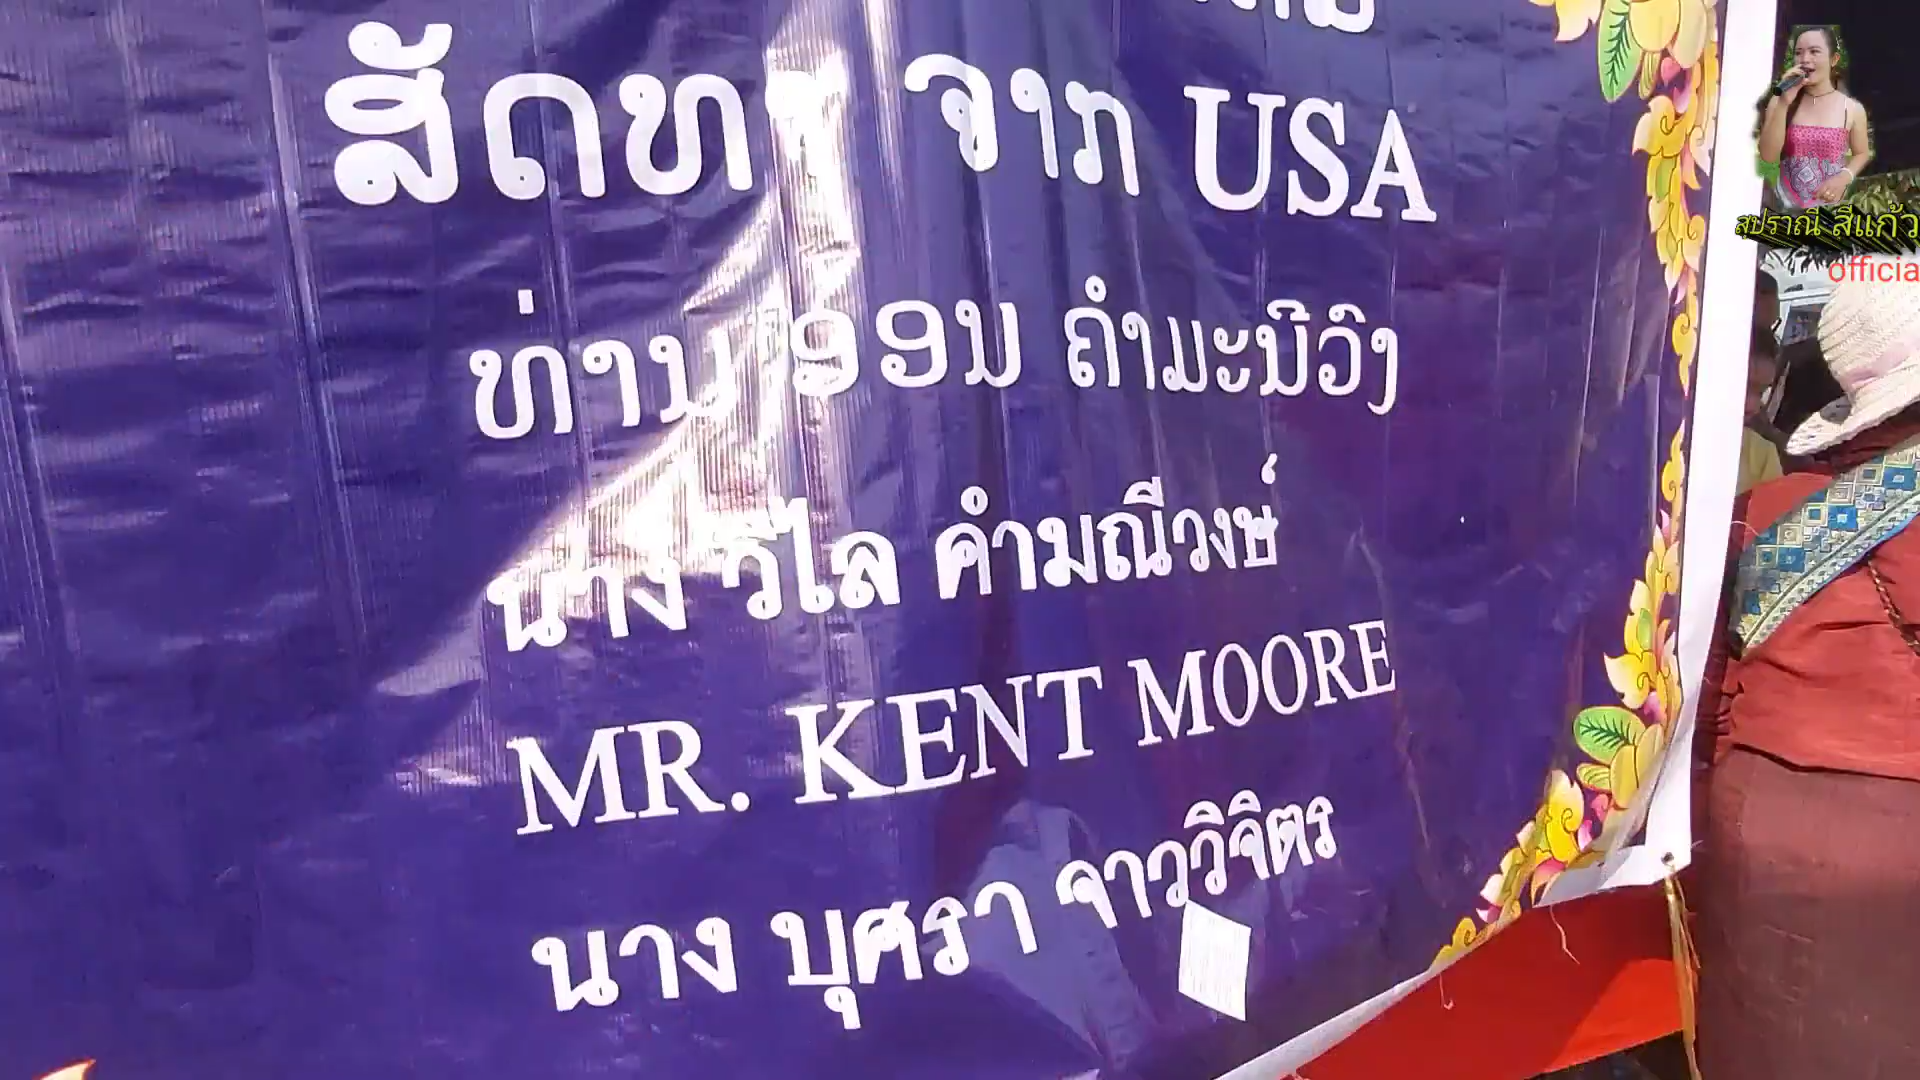 ສັດທາ ຈາກ USA
ທ່ານ ອ່ອນ ຄຳມະນີວົງ
นาง วิไล คำมณีวงษ์
MR. KENT MOORE
นาง บุศรา จาววิจิตร
สุปราณี สีแก้ว
officia